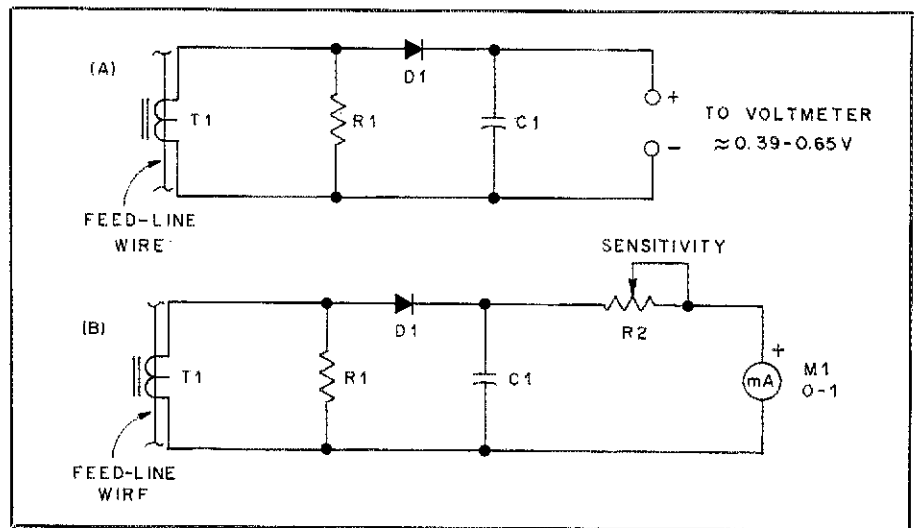 (A)
D1
T1
R1
C1
+
-
TO VOLTMETER
≈0.39-0.65V
FEED-LINE
WIRE
SENSITIVITY
(B)
D1
R2
T1
R1
C1
+
mA
M1
0-1
FEED-LINE
WIRF